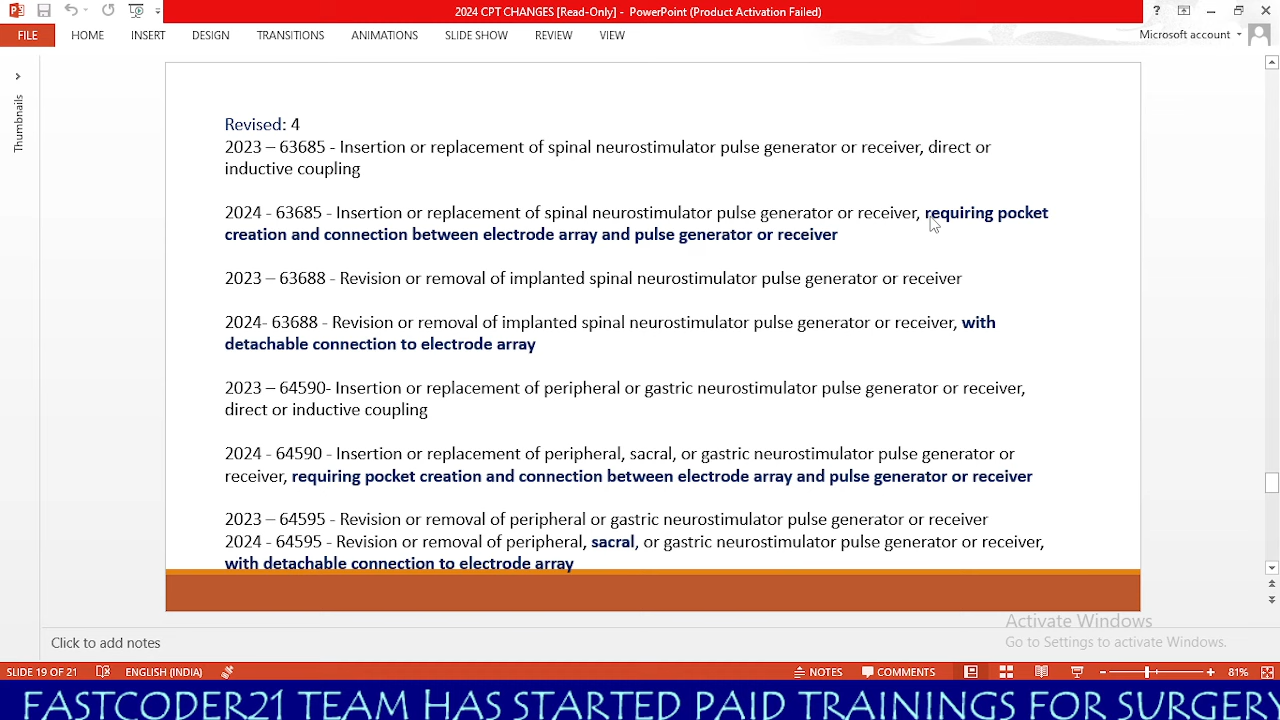 2024 CPT CHANGES [Read-Only] - PowerPoint (Product Activation Failed)
FILE HOME INSERT DESIGN TRANSITIONS ANIMATIONS SLIDE SHOW REVIEW VIEW Microsoft account
Thumbnails
Revised: 4
2023 – 63685 - Insertion or replacement of spinal neurostimulator pulse generator or receiver, direct or
inductive coupling
2024 - 63685 - Insertion or replacement of spinal neurostimulator pulse generator or receiver, requiring pocket
creation and connection between electrode array and pulse generator or receiver
2023 – 63688 - Revision or removal of implanted spinal neurostimulator pulse generator or receiver
2024- 63688 - Revision or removal of implanted spinal neurostimulator pulse generator or receiver, with
detachable connection to electrode array
2023 – 64590- Insertion or replacement of peripheral or gastric neurostimulator pulse generator or receiver,
direct or inductive coupling
2024 - 64590 - Insertion or replacement of peripheral, sacral, or gastric neurostimulator pulse generator or
receiver, requiring pocket creation and connection between electrode array and pulse generator or receiver
2023 – 64595 - Revision or removal of peripheral or gastric neurostimulator pulse generator or receiver
2024 - 64595 - Revision or removal of peripheral, sacral, or gastric neurostimulator pulse generator or receiver,
with detachable connection to electrode array
Activate Windows
Go to Settings to activate Windows.
Click to add notes
SLIDE 19 OF 21 ENGLISH (INDIA) NOTES COMMENTS 81%
FASTCODER21 TEAM HAS STARTED PAID TRAININGS FOR SURGERY